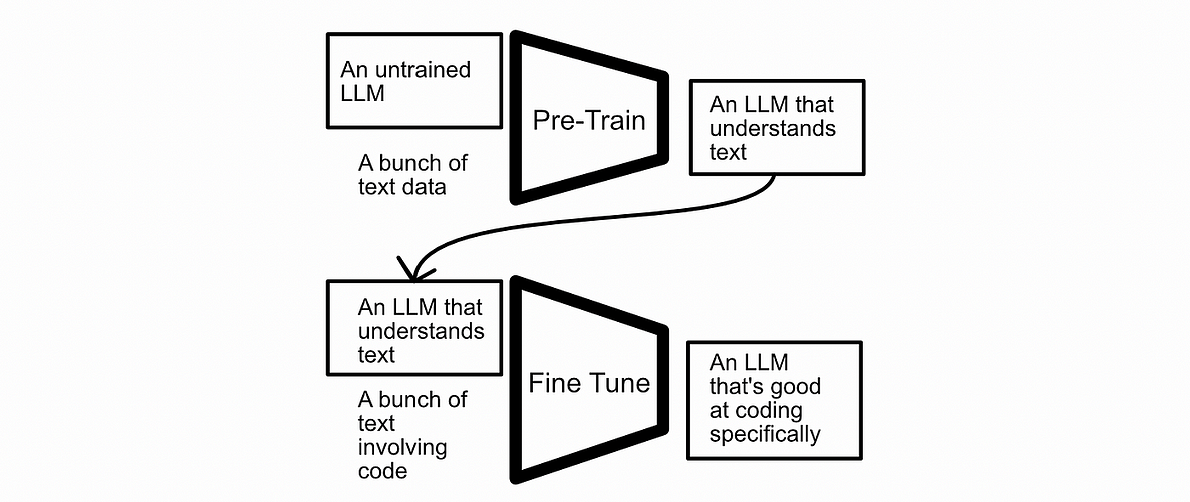 An untrained
LLM
A bunch of
text data
Pre-Train
An LLM that
understands
text
An LLM that
understands
text
A bunch of
text
involving
code
Fine Tune
An LLM
that's good
at coding
specifically